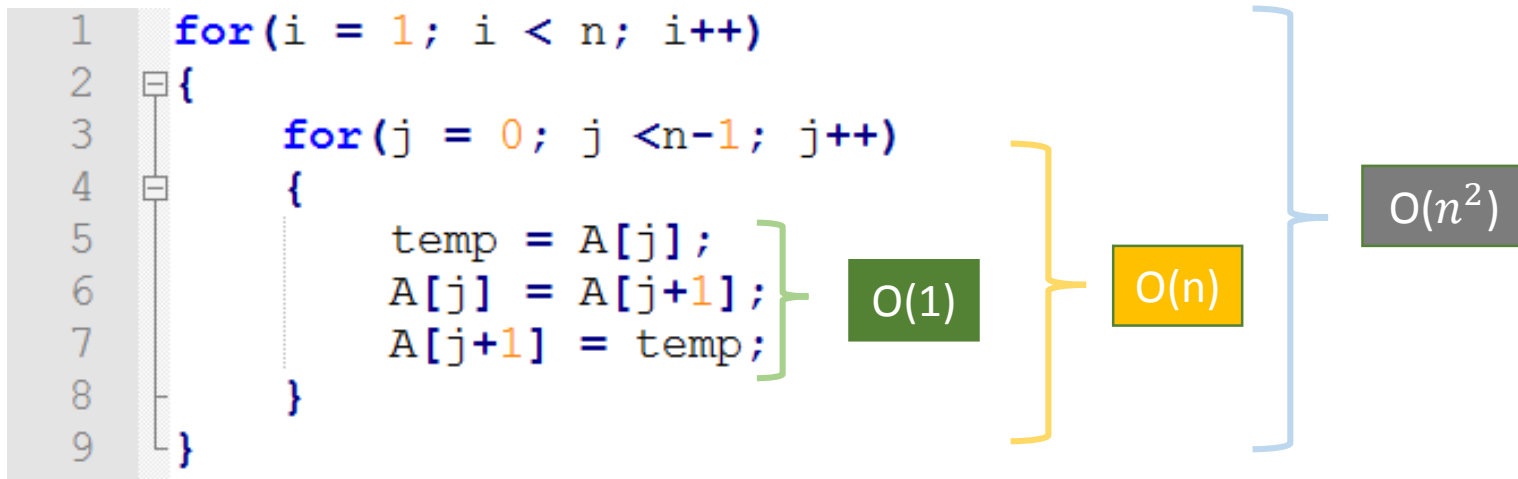 1 for(i = 1; i < n; i++)
2 {
3 for(j = 0; j <n-1; j++)
4 {
5 temp = A[j];
6 A[j] = A[j+1];
7 A[j+1] = temp;
8 }
9 }
O(1)
O(n)
O(n²)